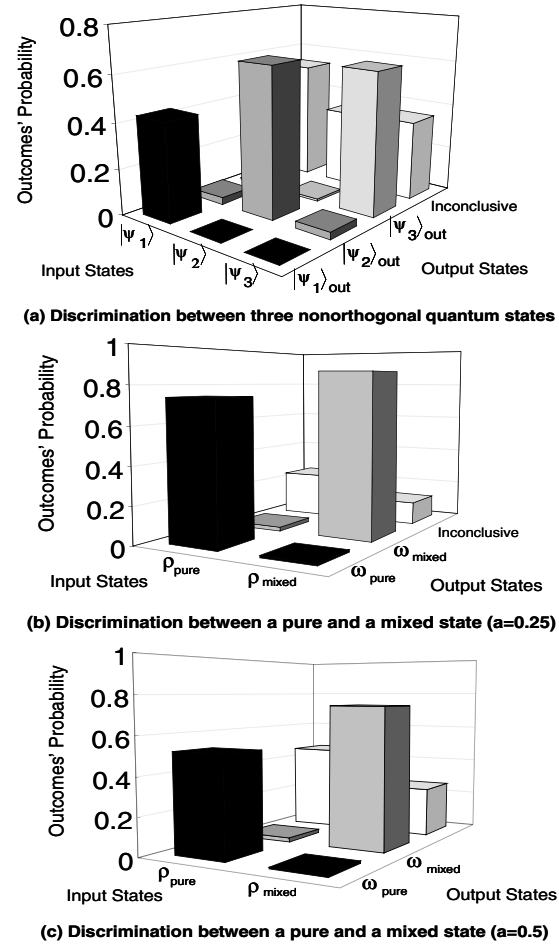 0.8
0.6
0.4
0.2
0
Outcomes' Probability
|ψ1⟩
|ψ2⟩
|ψ3⟩
Input States
|ψ1⟩out
|ψ2⟩out
|ψ3⟩out
Inconclusive
Output States
(a) Discrimination between three nonorthogonal quantum states
1
0.8
0.6
0.4
0.2
0
Outcomes' Probability
ρpure
ρmixed
Input States
ωpure
ωmixed
Inconclusive
Output States
(b) Discrimination between a pure and a mixed state (a=0.25)
1
0.8
0.6
0.4
0.2
0
Outcomes' Probability
ρpure
ρmixed
Input States
ωpure
ωmixed
Output States
(c) Discrimination between a pure and a mixed state (a=0.5)